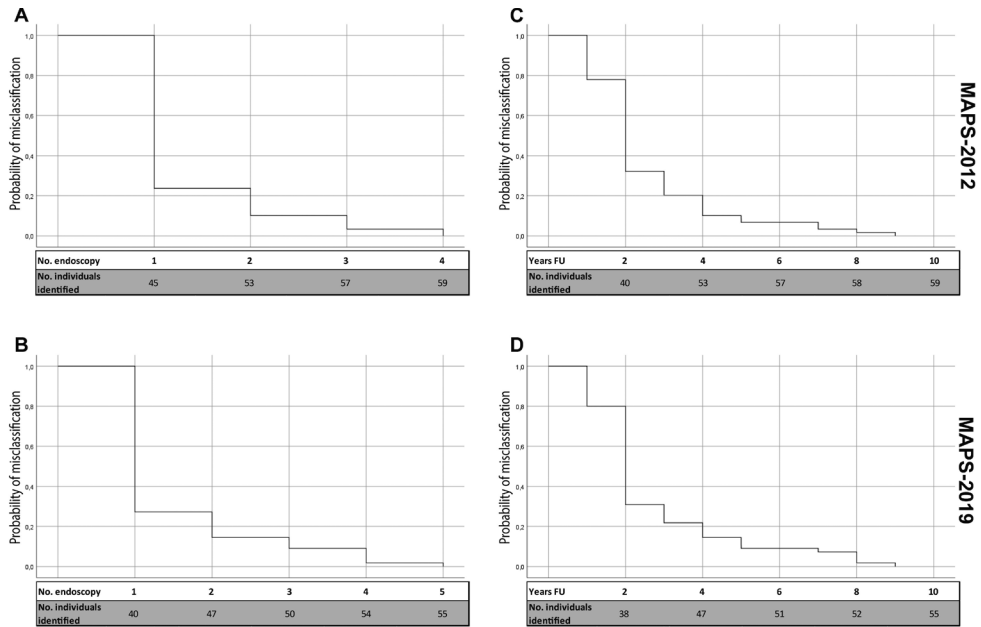 A
Probability of misclassification
1,0
0,8
0,6
0,4
0,2
0,0
No. endoscopy 1 2 3 4
No. individuals identified 45 53 57 59
C
Probability of misclassification
1,0
0,8
0,6
0,4
0,2
0,0
Years FU 2 4 6 8 10
No. individuals identified 40 53 57 58 59
MAPS-2012
B
Probability of misclassification
1,0
0,8
0,6
0,4
0,2
0,0
No. endoscopy 1 2 3 4 5
No. individuals identified 40 47 50 54 55
D
Probability of misclassification
1,0
0,8
0,6
0,4
0,2
0,0
Years FU 2 4 6 8 10
No. individuals identified 38 47 51 52 55
MAPS-2019